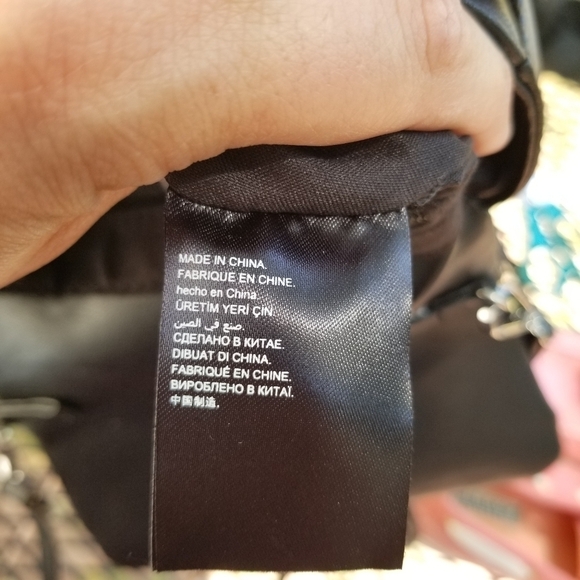 MADE IN CHINA.
FABRIQUE EN CHINE.
hecho en China.
ÜRETİM YERİ ÇİN.
صنع في الصين.
СДЕЛАНО В КИТАЕ.
DIBUAT DI CHINA.
FABRIQUÉ EN CHINE.
ВИРОБЛЕНО В КИТАЇ.
中国制造。